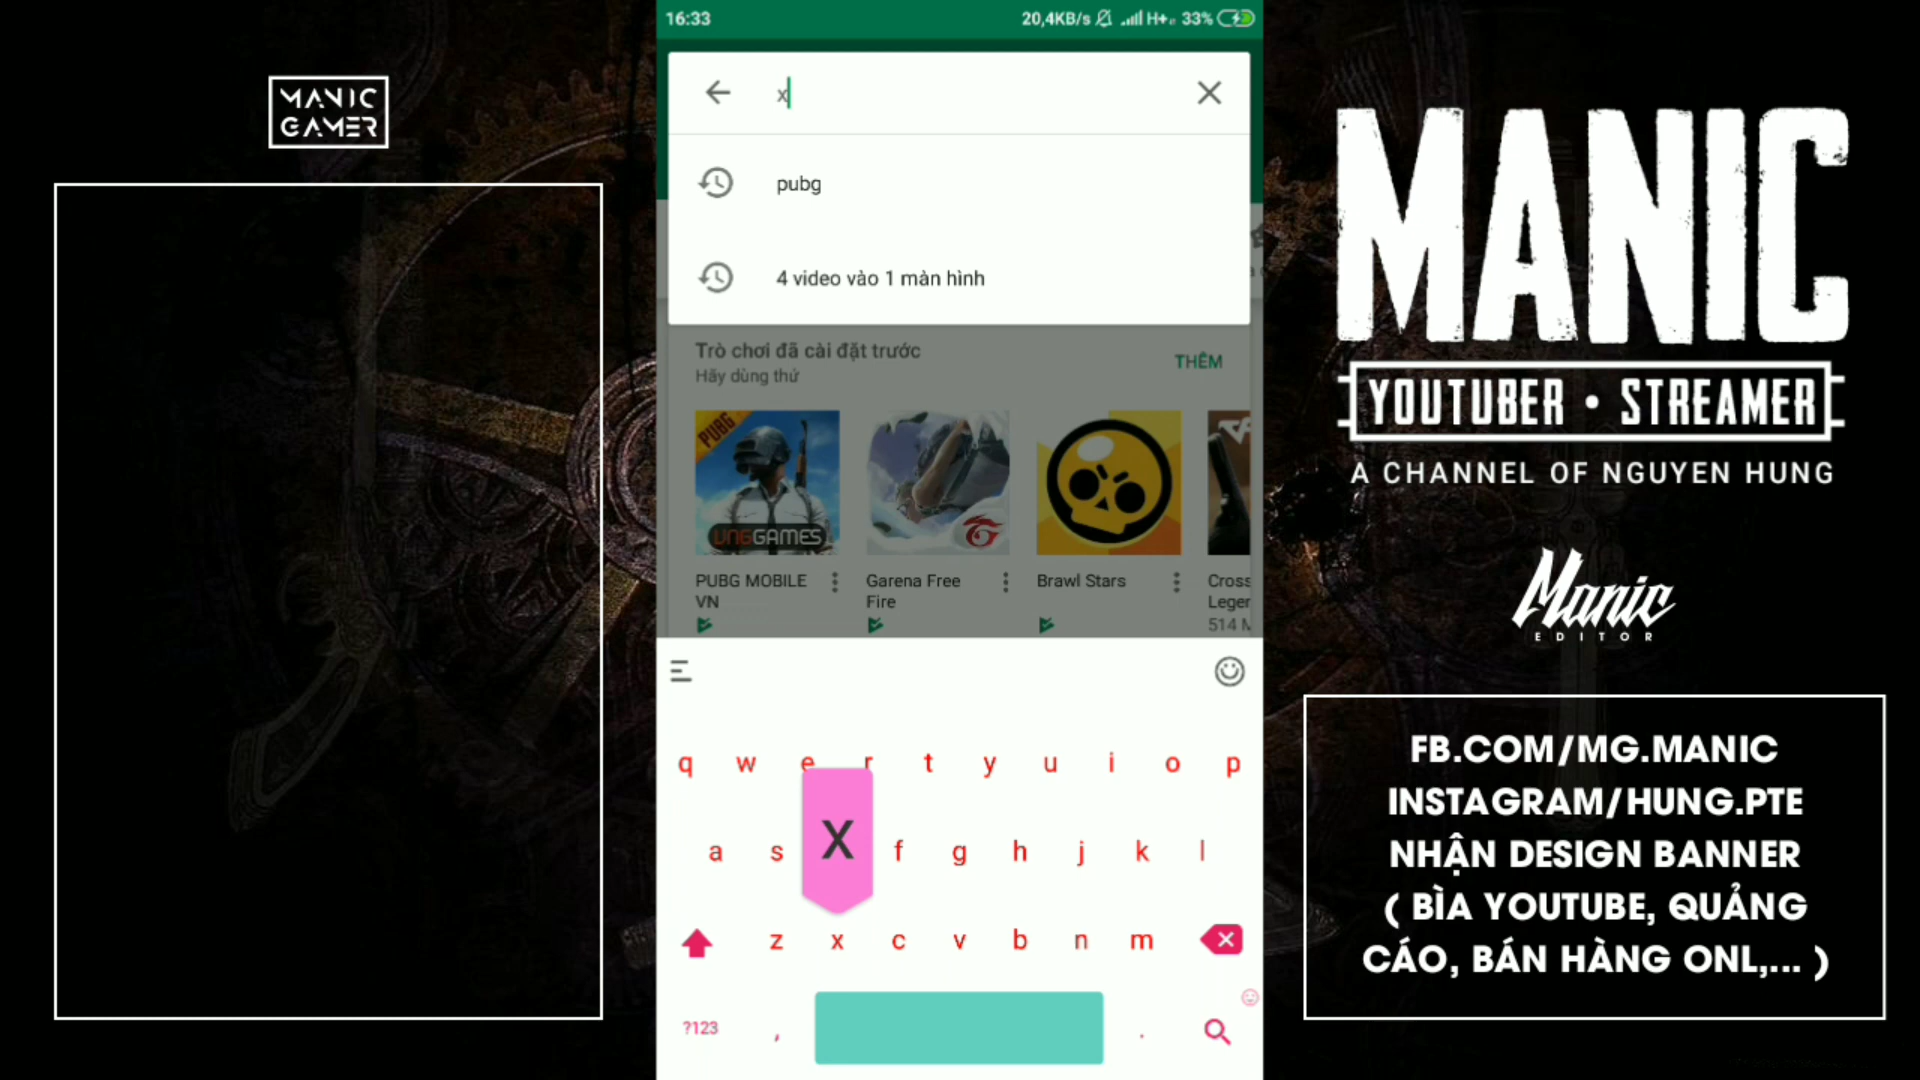 MANIC
GAMER
16:33
20,4KB/s H+ 33%
x
pubg
4 video vào 1 màn hình
Trò chơi đã cài đặt trước
THÊM
Hãy dùng thử
PUBG
VNGGAMES
PUBG MOBILE
VN
Garena Free
Fire
Brawl Stars
Cross
Legen
514 M
q w e r t y u i o p
X
a s f g h j k l
z x c v b n m
?123 , .
MANIC
YOUTUBER • STREAMER
A CHANNEL OF NGUYEN HUNG
Manic
EDITOR
FB.COM/MG.MANIC
INSTAGRAM/HUNG.PTE
NHẬN DESIGN BANNER
( BÌA YOUTUBE, QUẢNG
CÁO, BÁN HÀNG ONL,... )